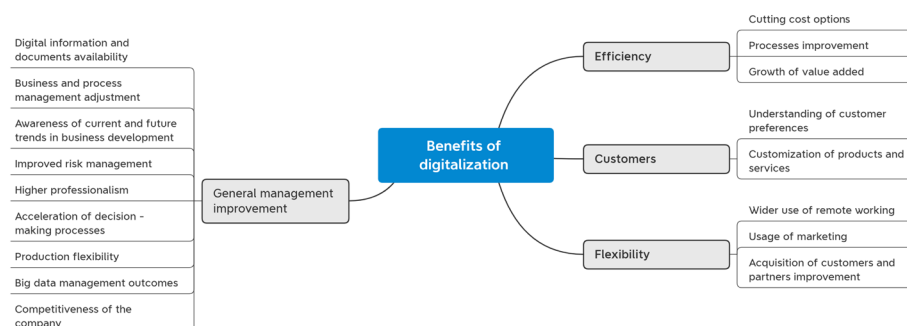 Benefits of
digitalization
Efficiency
Cutting cost options
Processes improvement
Growth of value added
Customers
Understanding of customer
preferences
Customization of products and
services
Flexibility
Wider use of remote working
Usage of marketing
Acquisition of customers and
partners improvement
General management
improvement
Digital information and
documents availability
Business and process
management adjustment
Awareness of current and future
trends in business development
Improved risk management
Higher professionalism
Acceleration of decision -
making processes
Production flexibility
Big data management outcomes
Competitiveness of the
company